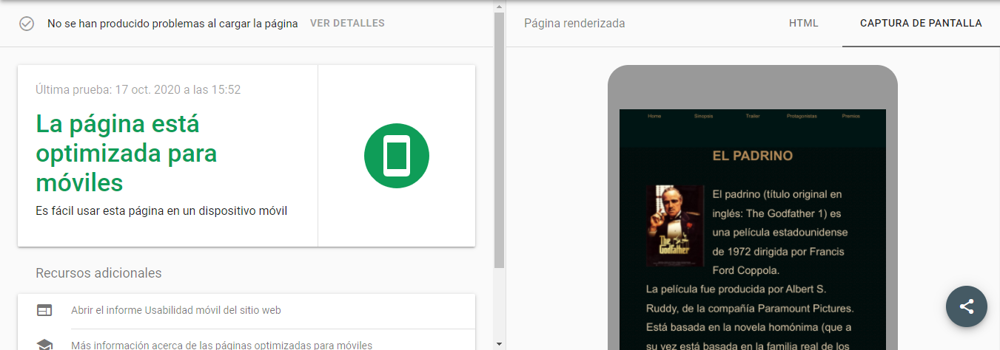 No se han producido problemas al cargar la página VER DETALLES
Última prueba: 17 oct. 2020 a las 15:52
La página está
optimizada para
móviles
Es fácil usar esta página en un dispositivo móvil
Recursos adicionales
Abrir el informe Usabilidad móvil del sitio web
Más información acerca de las páginas optimizadas para móviles
Página renderizada HTML CAPTURA DE PANTALLA
Home Sinopsis Trailer Protagonistas Premios
EL PADRINO
The
Godfather
El padrino (título original en
inglés: The Godfather 1) es
una película estadounidense
de 1972 dirigida por Francis
Ford Coppola.
La película fue producida por Albert S.
Ruddy, de la compañía Paramount Pictures.
Está basada en la novela homónima (que a
su vez está basada en la familia real de los